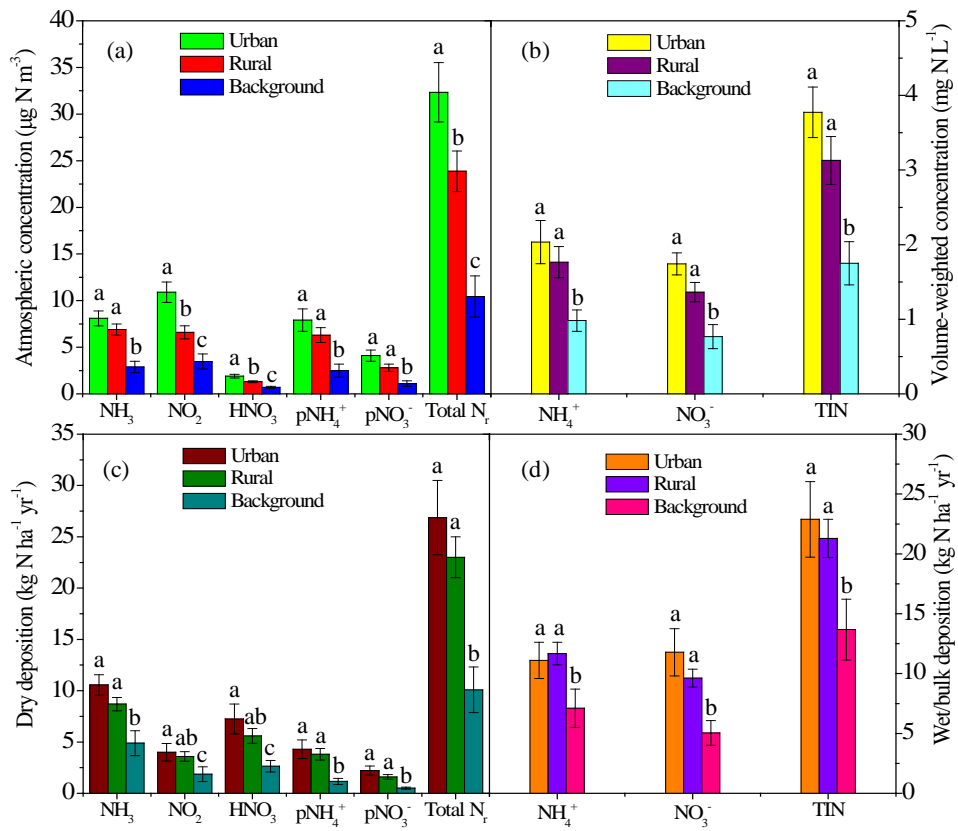 Atmospheric concentration (μg N m⁻³)
40
35
30
25
20
15
10
5
0
(a)
Urban
Rural
Background
a a b
a b c
a b c
a a b
a a b
a b c
NH₃ NO₂ HNO₃ pNH₄⁺ pNO₃⁻ Total Nᵣ
(b)
Urban
Rural
Background
a a b
a a b
a a b
NH₄⁺ NO₃⁻ TIN
5
4
3
2
1
0
Volume-weighted concentration (mg N L⁻¹)
Dry deposition (kg N ha⁻¹ yr⁻¹)
35
30
25
20
15
10
5
0
(c)
Urban
Rural
Background
a a b
a ab c
a ab c
a a b
a a b
a a b
NH₃ NO₂ HNO₃ pNH₄⁺ pNO₃⁻ Total Nᵣ
(d)
Urban
Rural
Background
a a b
a a b
a a b
NH₄⁺ NO₃⁻ TIN
30
25
20
15
10
5
0
Wet/bulk deposition (kg N ha⁻¹ yr⁻¹)